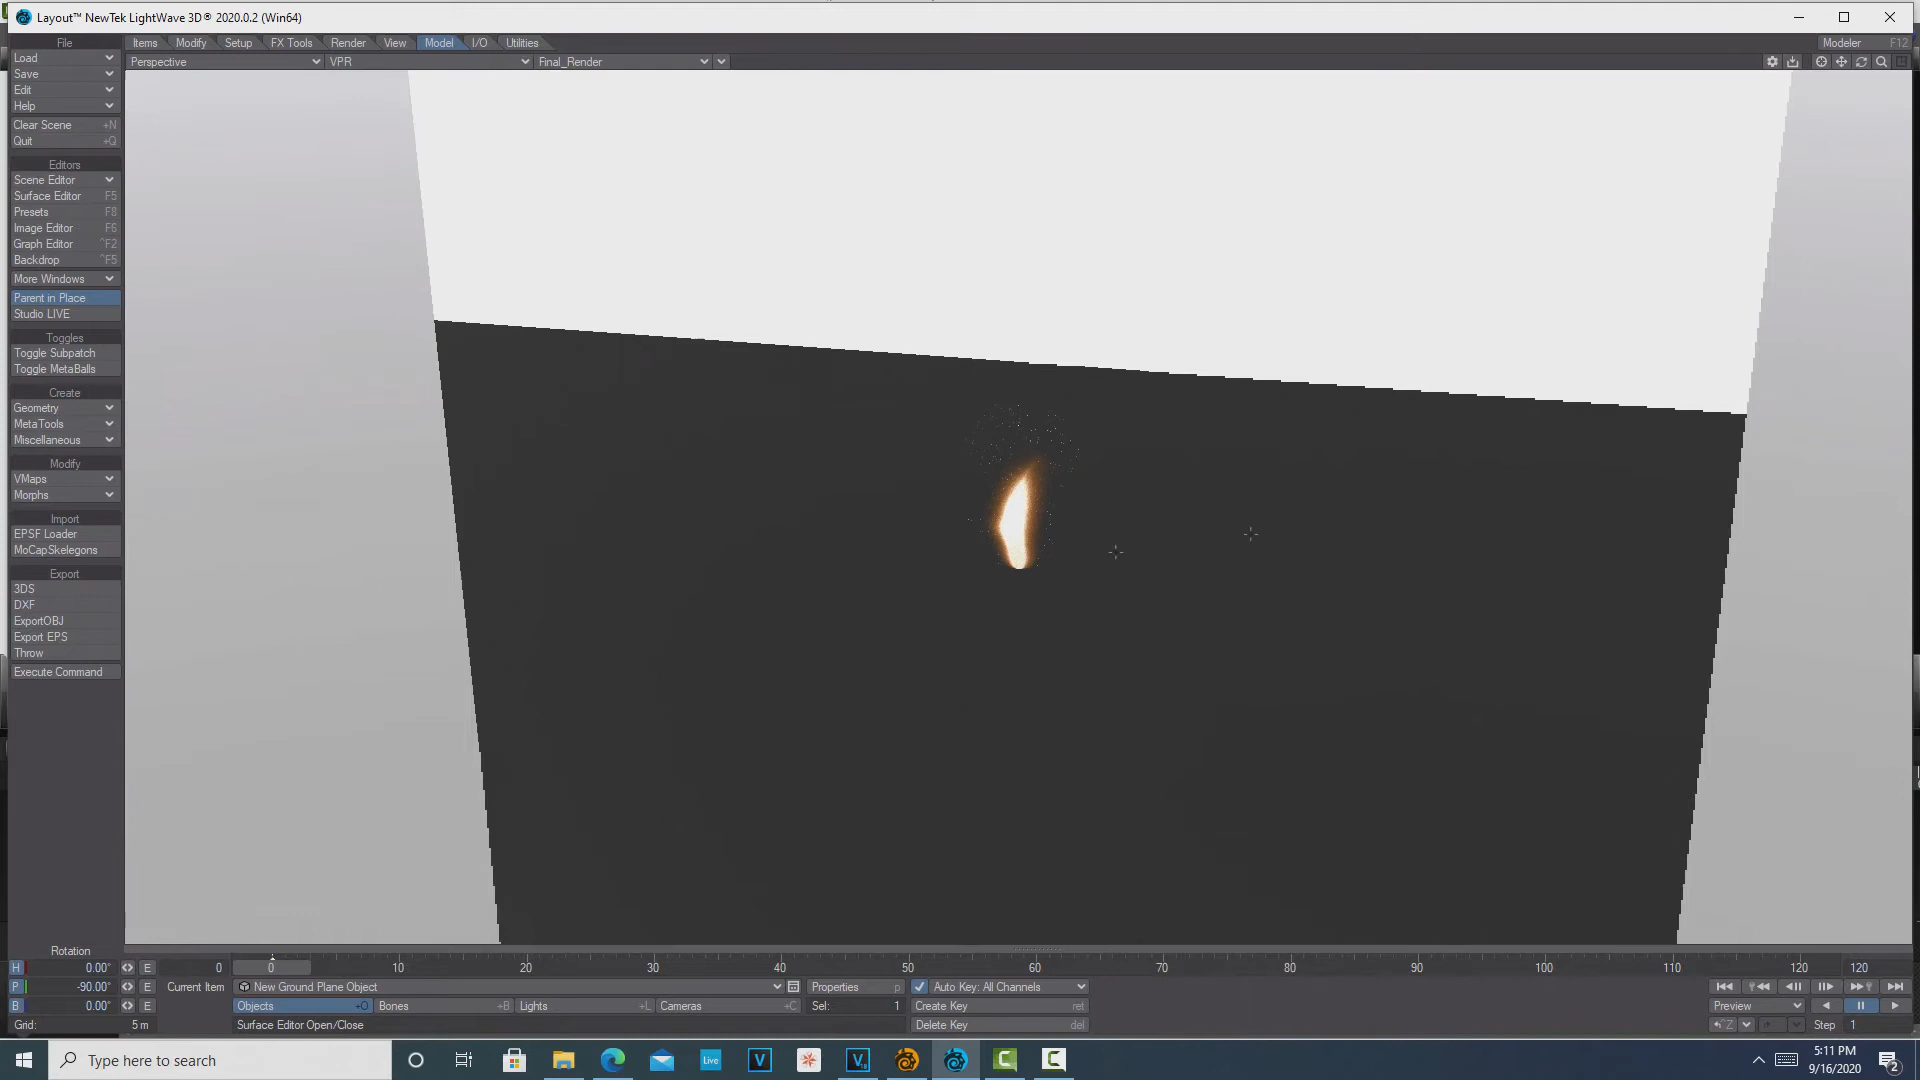 Layout™ NewTek LightWave 3D® 2020.0.2 (Win64)
File Items Modify Setup FX Tools Render View Model I/O Utilities Modeler F12
Load Perspective VPR Final_Render
Save
Edit
Help
Clear Scene +N
Quit +Q
Editors
Scene Editor
Surface Editor F5
Presets F8
Image Editor F6
Graph Editor ^F2
Backdrop ^F5
More Windows
Parent in Place
Studio LIVE
Toggles
Toggle Subpatch
Toggle MetaBalls
Create
Geometry
MetaTools
Miscellaneous
Modify
VMaps
Morphs
Import
EPSF Loader
MoCapSkelegons
Export
3DS
DXF
ExportOBJ
Export EPS
Throw
Execute Command
Rotation
H 0.00° E 0 0 10 20 30 40 50 60 70 80 90 100 110 120 120
P -90.00° E Current Item New Ground Plane Object Properties p Auto Key: All Channels
B 0.00° E Objects +O Bones +B Lights +L Cameras +C Sel: 1 Create Key ret Preview
Grid: 5 m Surface Editor Open/Close Delete Key del ^Z Step 1
Type here to search Live V V 5:11 PM
9/16/2020 2